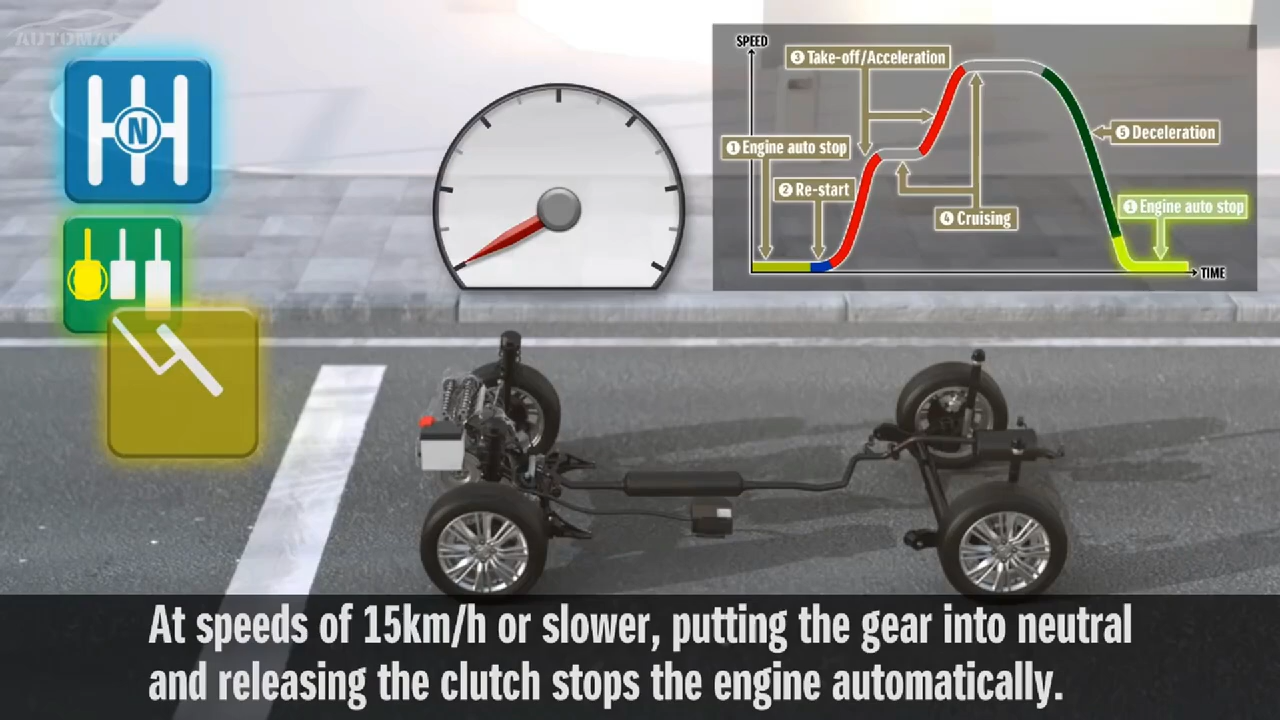 AUTOMAC
N
SPEED
❸ Take-off/Acceleration
❶ Engine auto stop
❷ Re-start
❹ Cruising
❺ Deceleration
❶ Engine auto stop
TIME
At speeds of 15km/h or slower, putting the gear into neutral
and releasing the clutch stops the engine automatically.